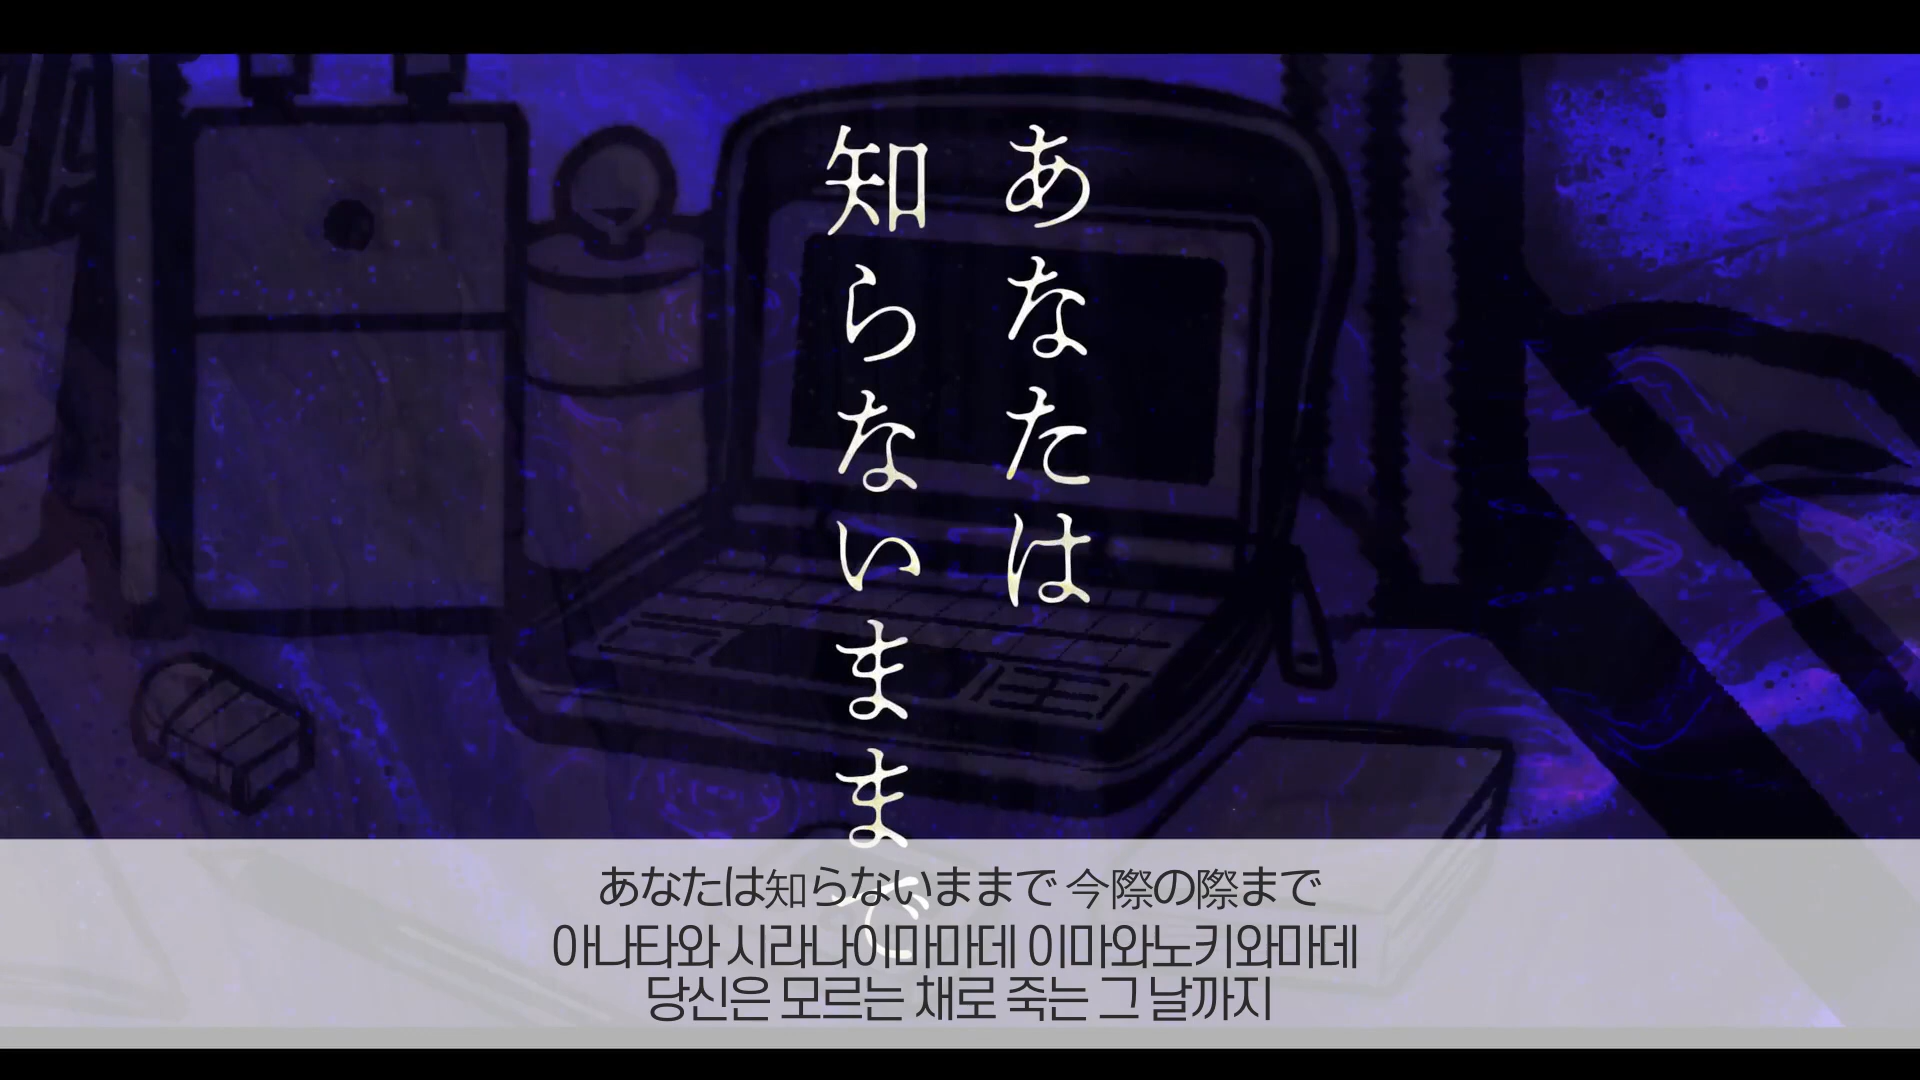 あなたは
知らないままで
あなたは知らないままで 今際の際まで
아나타와 시라나이마마데 이마와노키와마데
당신은 모르는 채로 죽는 그 날까지